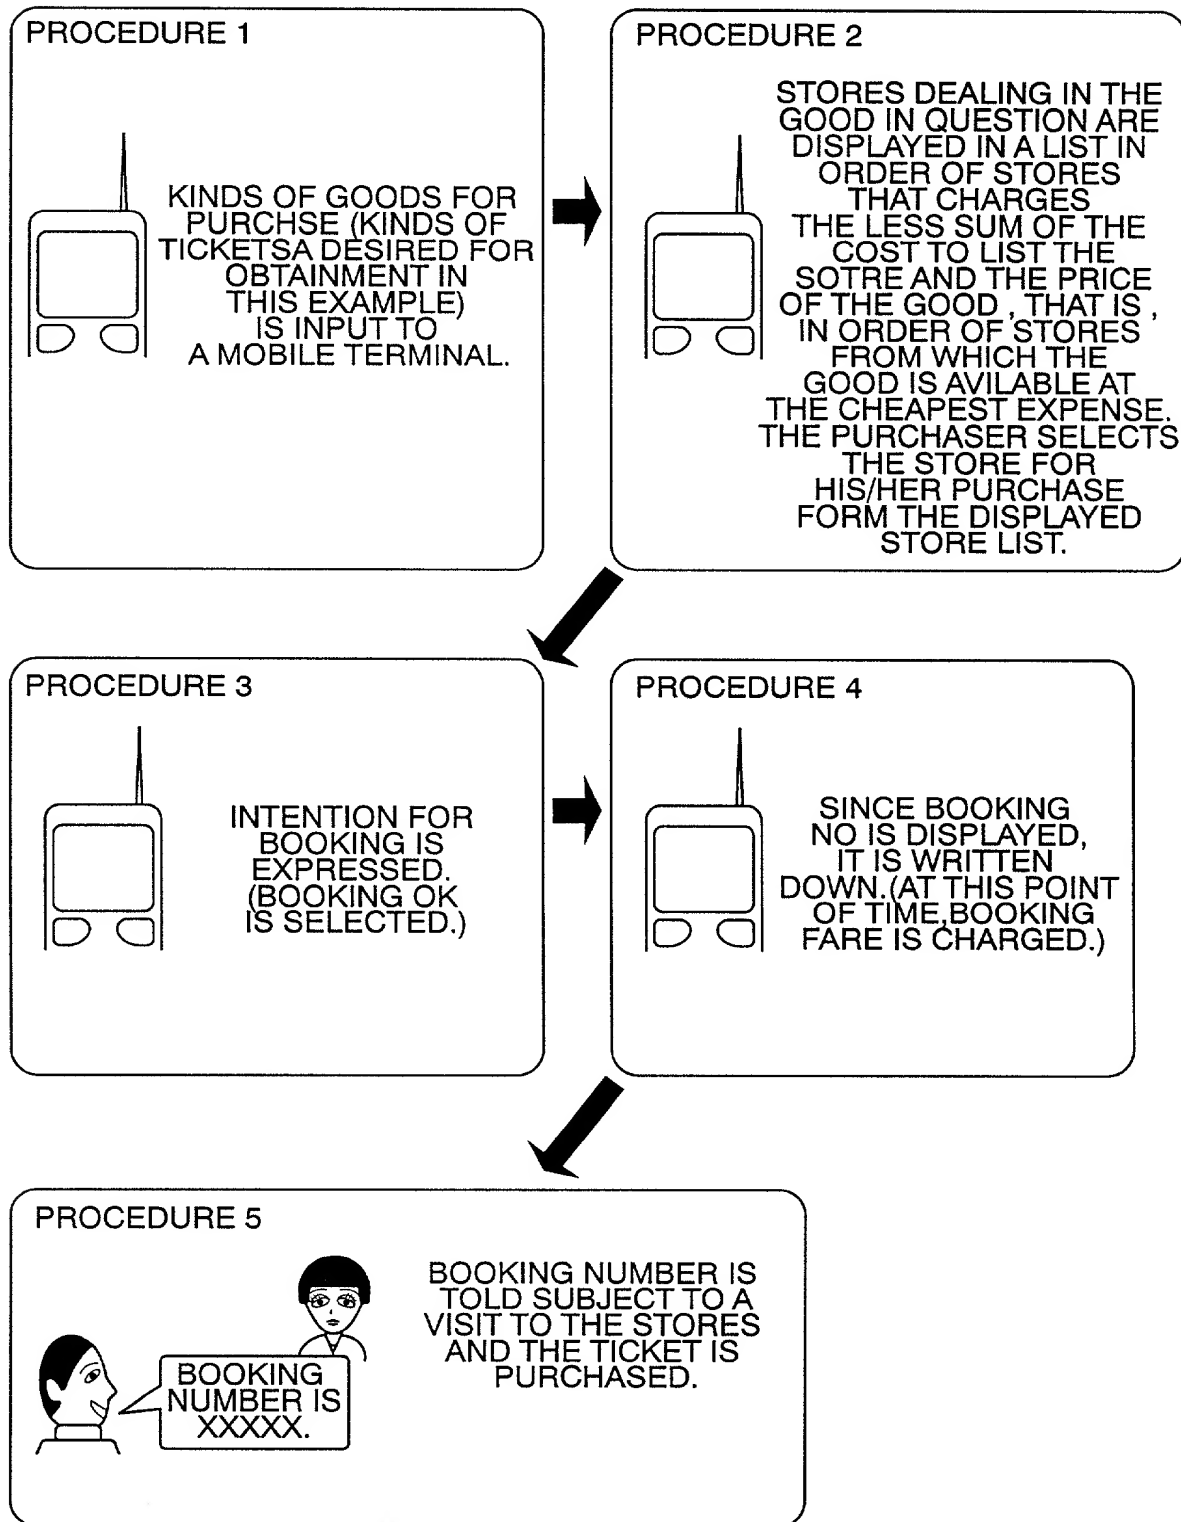 PROCEDURE 1
KINDS OF GOODS FOR
PURCHSE (KINDS OF
TICKETSA DESIRED FOR
OBTAINMENT IN
THIS EXAMPLE)
IS INPUT TO
A MOBILE TERMINAL.
PROCEDURE 2
STORES DEALING IN THE
GOOD IN QUESTION ARE
DISPLAYED IN A LIST IN
ORDER OF STORES
THAT CHARGES
THE LESS SUM OF THE
COST TO LIST THE
SOTRE AND THE PRICE
OF THE GOOD , THAT IS ,
IN ORDER OF STORES
FROM WHICH THE
GOOD IS AVILABLE AT
THE CHEAPEST EXPENSE.
THE PURCHASER SELECTS
THE STORE FOR
HIS/HER PURCHASE
FORM THE DISPLAYED
STORE LIST.
PROCEDURE 3
INTENTION FOR
BOOKING IS
EXPRESSED.
(BOOKING OK
IS SELECTED.)
PROCEDURE 4
SINCE BOOKING
NO IS DISPLAYED,
IT IS WRITTEN
DOWN.(AT THIS POINT
OF TIME,BOOKING
FARE IS CHARGED.)
PROCEDURE 5
BOOKING
NUMBER IS
XXXXX.
BOOKING NUMBER IS
TOLD SUBJECT TO A
VISIT TO THE STORES
AND THE TICKET IS
PURCHASED.